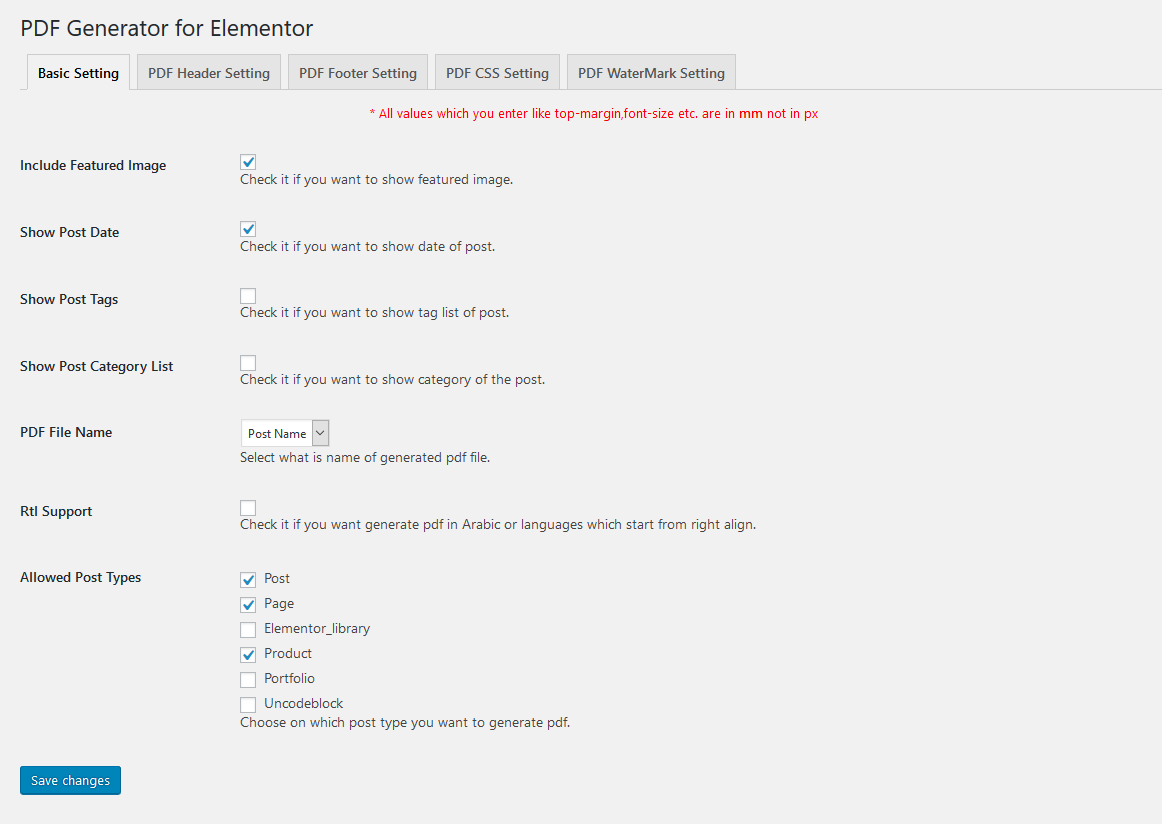 PDF Generator for Elementor
Basic Setting PDF Header Setting PDF Footer Setting PDF CSS Setting PDF WaterMark Setting
* All values which you enter like top-margin,font-size etc. are in mm not in px
Include Featured Image
Check it if you want to show featured image.
Show Post Date
Check it if you want to show date of post.
Show Post Tags
Check it if you want to show tag list of post.
Show Post Category List
Check it if you want to show category of the post.
PDF File Name
Post Name
Select what is name of generated pdf file.
Rtl Support
Check it if you want generate pdf in Arabic or languages which start from right align.
Allowed Post Types
Post
Page
Elementor_library
Product
Portfolio
Uncodeblock
Choose on which post type you want to generate pdf.
Save changes